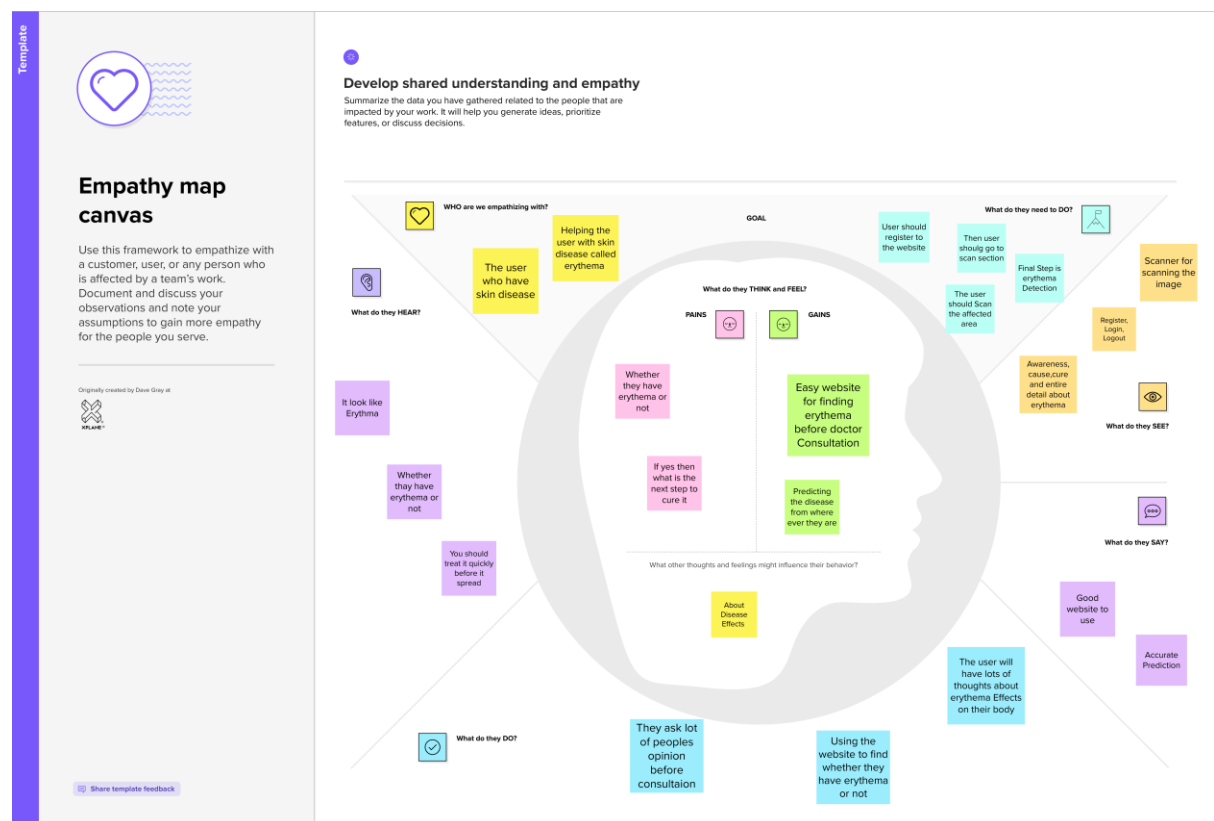 Template
Empathy map
canvas
Use this framework to empathize with
a customer, user, or any person who
is affected by a team's work.
Document and discuss your
observations and note your
assumptions to gain more empathy
for the people you serve.
Originally created by Dave Gray at
XPLANE
Share template feedback
Develop shared understanding and empathy
Summarize the data you have gathered related to the people that are
impacted by your work. It will help you generate ideas, prioritize
features, or discuss decisions.
WHO are we empathizing with?
The user
who have
skin disease
Helping the
user with skin
disease called
erythema
GOAL
What do they need to DO?
User should
register to
the website
Then user
shoulg go to
scan section
The user
should Scan
the affected
area
Final Step is
erythema
Detection
What do they HEAR?
It look like
Erythma
Whether
thay have
erythema or
not
You should
treat it quickly
before it
spread
What do they THINK and FEEL?
PAINS
Whether
they have
erythema or
not
If yes then
what is the
next step to
cure it
GAINS
Easy website
for finding
erythema
before doctor
Consultation
Predicting
the disease
from where
ever they are
What other thoughts and feelings might influence their behavior?
About
Disease
Effects
Scanner for
scanning the
image
Register,
Login,
Logout
Awareness,
cause,cure
and entire
detail about
erythema
What do they SEE?
What do they SAY?
Good
website to
use
Accurate
Prediction
What do they DO?
They ask lot
of peoples
opinion
before
consultaion
Using the
website to find
whether they
have erythema
or not
The user will
have lots of
thoughts about
erythema Effects
on their body